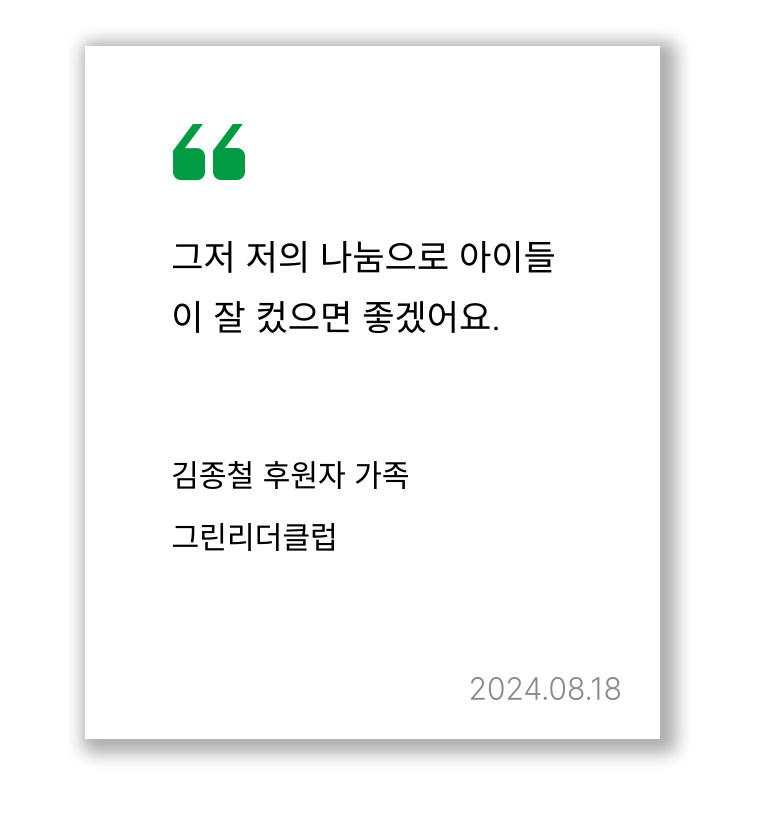 그저 저의 나눔으로 아이들
이 잘 컸으면 좋겠어요.
김종철 후원자 가족
그린리더클럽
2024.08.18